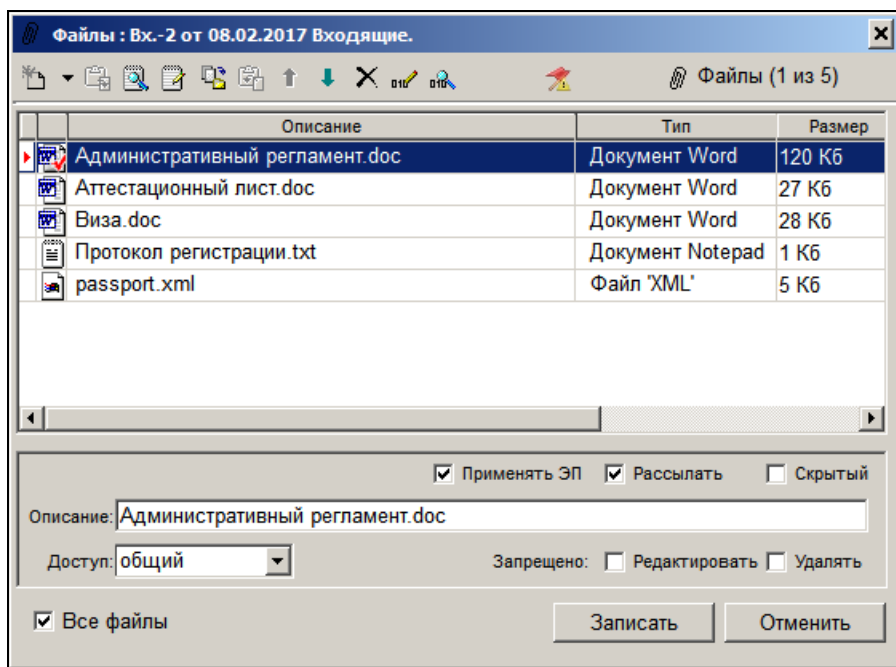 Файлы : Вх.-2 от 08.02.2017 Входящие.
Файлы (1 из 5)
Описание Тип Размер
Административный регламент.doc Документ Word 120 Кб
Аттестационный лист.doc Документ Word 27 Кб
Виза.doc Документ Word 28 Кб
Протокол регистрации.txt Документ Notepad 1 Кб
passport.xml Файл 'XML' 5 Кб
Применять ЭП Рассылать Скрытый
Описание: Административный регламент.doc
Доступ: общий Запрещено: Редактировать Удалять
Все файлы Записать Отменить